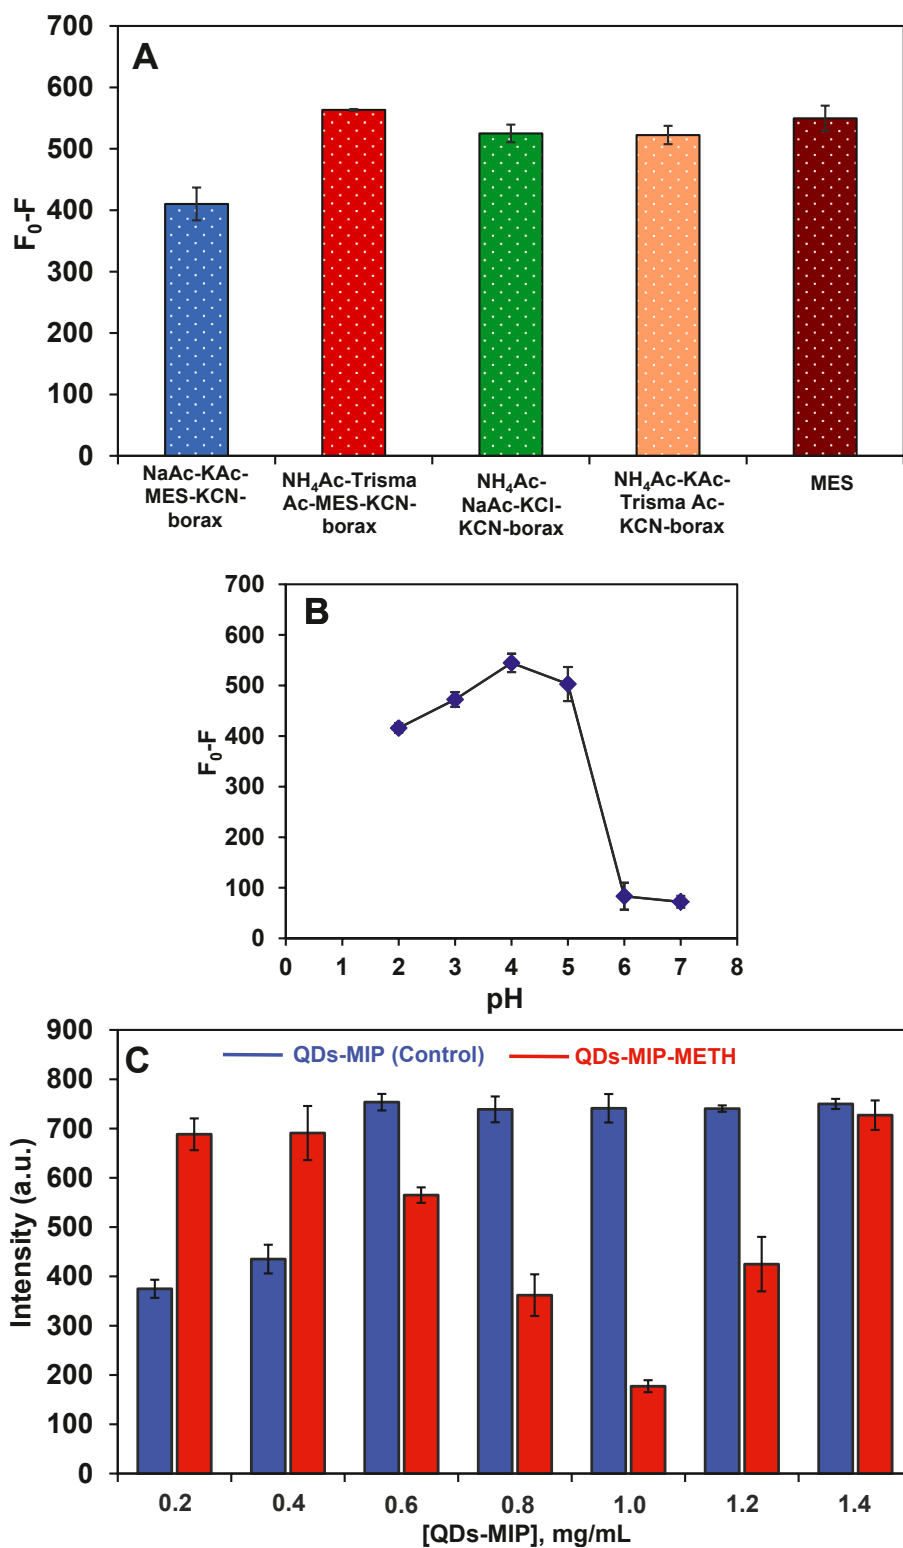 A
700
600
500
400
300
200
100
0
F₀-F
NaAc-KAc-
MES-KCN-
borax
NH₄Ac-Trisma
Ac-MES-KCN-
borax
NH₄Ac-
NaAc-KCl-
KCN-borax
NH₄Ac-KAc-
Trisma Ac-
KCN-borax
MES
B
700
600
500
400
300
200
100
0
F₀-F
0 1 2 3 4 5 6 7 8
pH
C
QDs-MIP (Control) QDs-MIP-METH
900
800
700
600
500
400
300
200
100
0
Intensity (a.u.)
0.2 0.4 0.6 0.8 1.0 1.2 1.4
[QDs-MIP], mg/mL